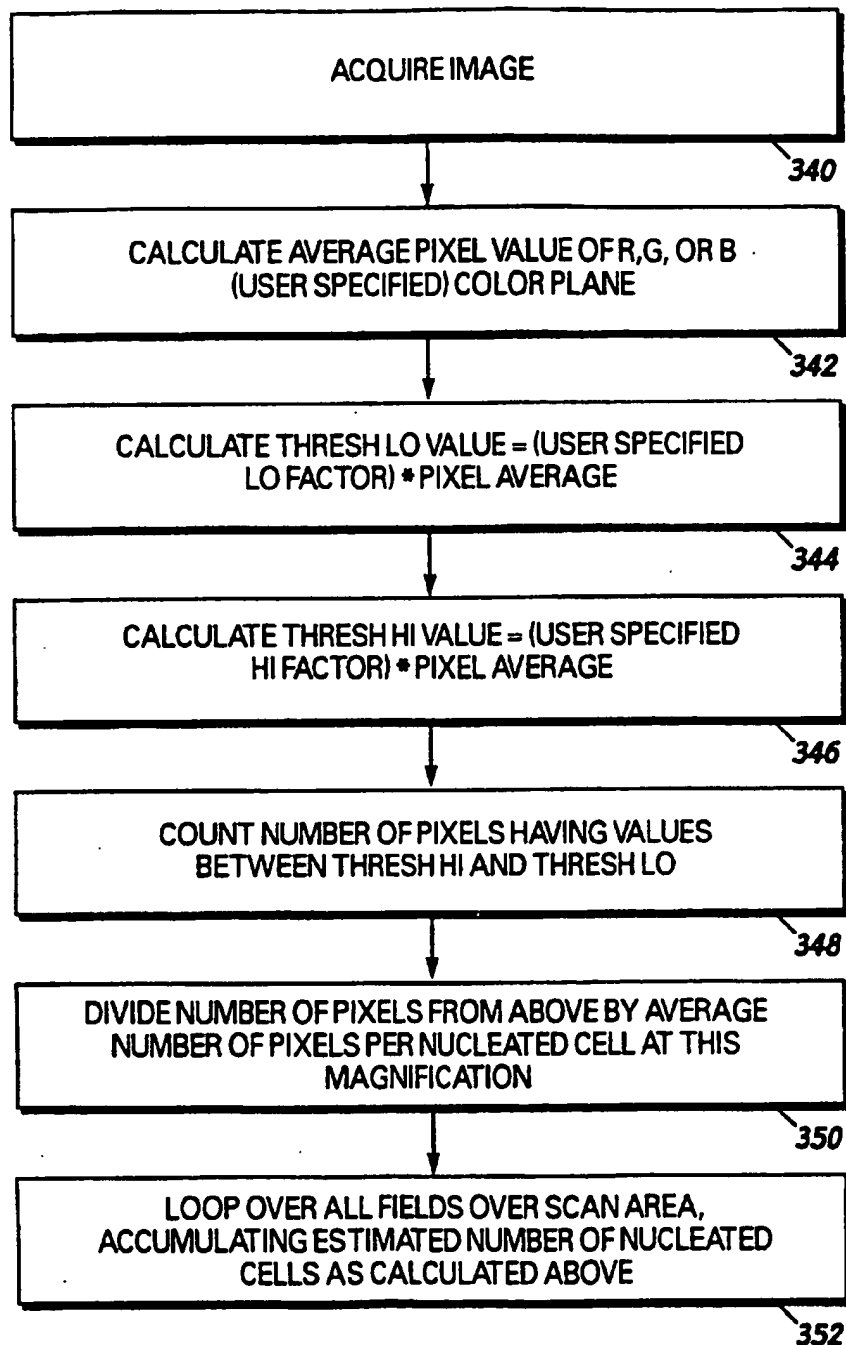 ACQUIRE IMAGE
340
CALCULATE AVERAGE PIXEL VALUE OF R,G, OR B
(USER SPECIFIED) COLOR PLANE
342
CALCULATE THRESH LO VALUE = (USER SPECIFIED
LO FACTOR) * PIXEL AVERAGE
344
CALCULATE THRESH HI VALUE = (USER SPECIFIED
HI FACTOR) * PIXEL AVERAGE
346
COUNT NUMBER OF PIXELS HAVING VALUES
BETWEEN THRESH HI AND THRESH LO
348
DIVIDE NUMBER OF PIXELS FROM ABOVE BY AVERAGE
NUMBER OF PIXELS PER NUCLEATED CELL AT THIS
MAGNIFICATION
350
LOOP OVER ALL FIELDS OVER SCAN AREA,
ACCUMULATING ESTIMATED NUMBER OF NUCLEATED
CELLS AS CALCULATED ABOVE
352